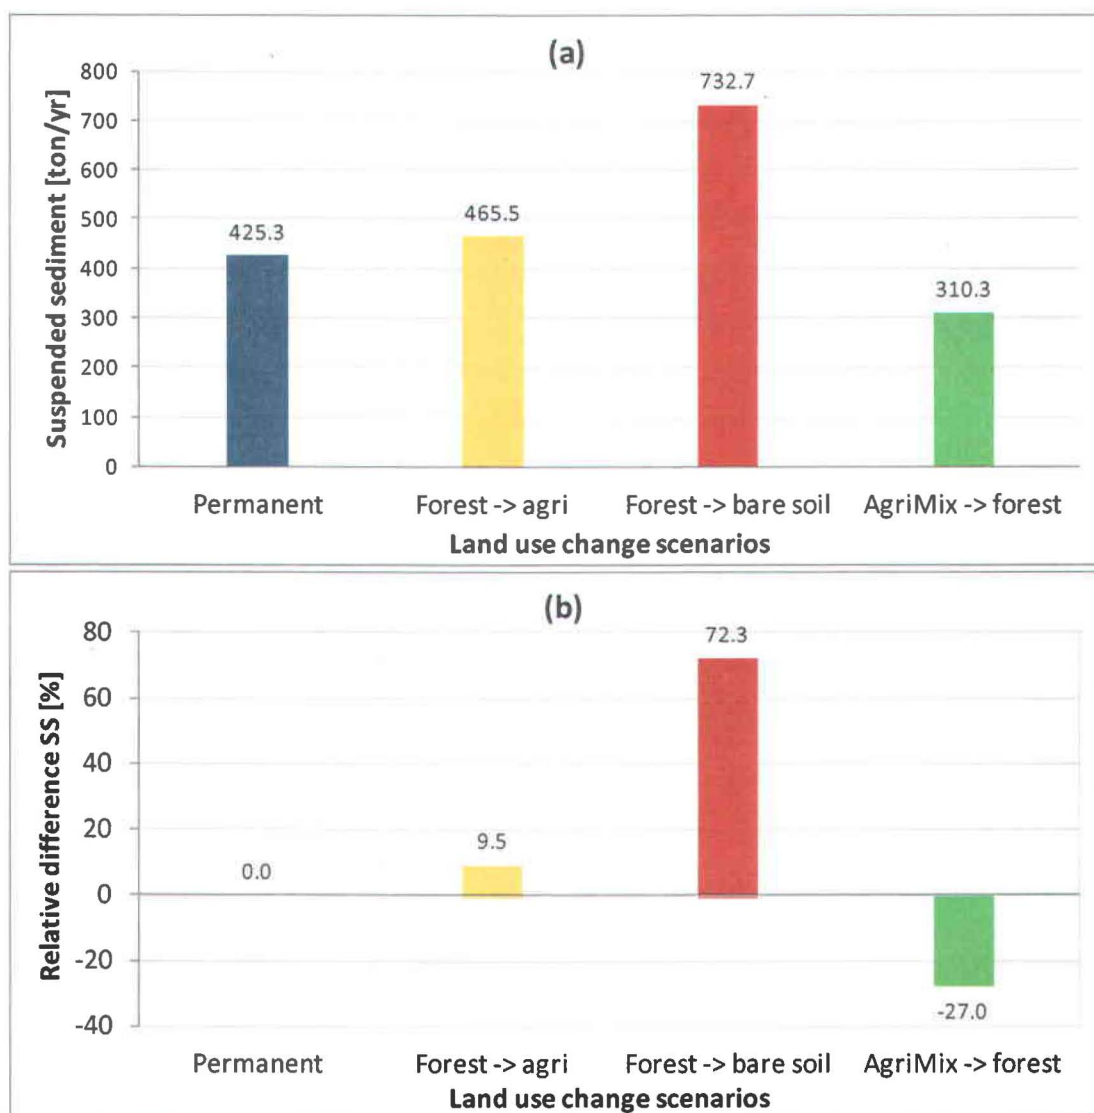 (a)
Suspended sediment [ton/yr]
800
700
600
500
400
300
200
100
0
425.3
465.5
732.7
310.3
Permanent
Forest -> agri
Forest -> bare soil
AgriMix -> forest
Land use change scenarios
(b)
Relative difference SS [%]
80
60
40
20
0
-20
-40
0.0
9.5
72.3
-27.0
Permanent
Forest -> agri
Forest -> bare soil
AgriMix -> forest
Land use change scenarios